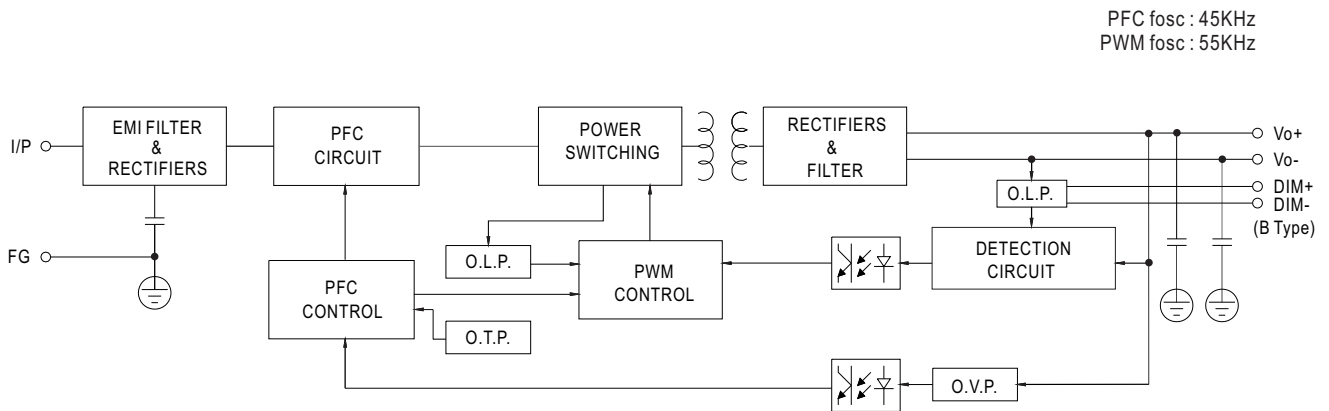 PFC fosc : 45KHz
PWM fosc : 55KHz
I/P
EMI FILTER
&
RECTIFIERS
PFC
CIRCUIT
POWER
SWITCHING
RECTIFIERS
&
FILTER
Vo+
Vo-
DIM+
DIM-
(B Type)
O.L.P.
FG
O.L.P.
PWM
CONTROL
DETECTION
CIRCUIT
PFC
CONTROL
O.T.P.
O.V.P.